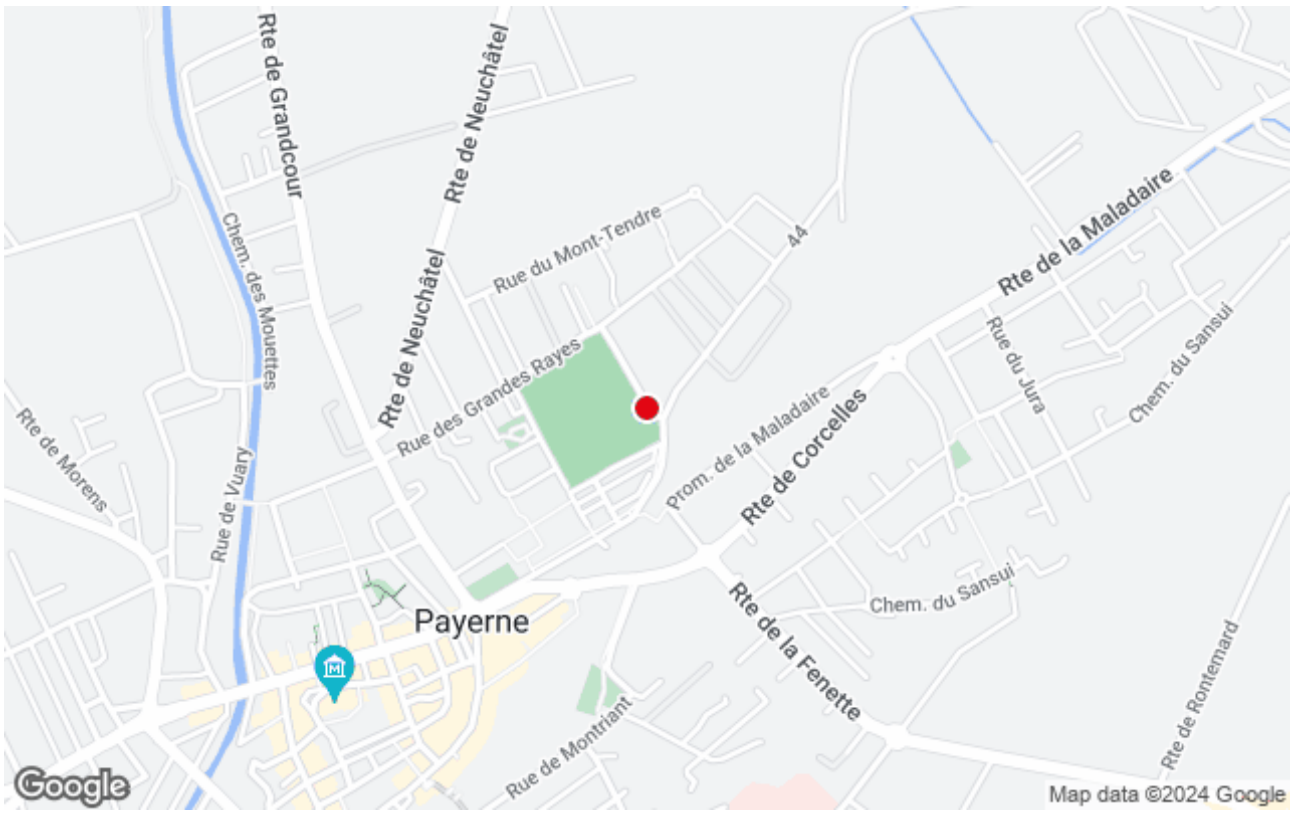 Rte de Grandcour
Rte de Neuchâtel
Chem. des Mouettes
Rue du Mont-Tendre
44
Rte de la Maladaire
Rte de Neuchâtel
Rue des Grandes Rayes
Rue du Jura
Chem. du Sansui
Rte de Morens
Rue de Vuary
Prom. de la Maladaire
Rte de Corcelles
Chem. du Sansui
Payerne
Rte de la Fenette
Rte de Rontemard
M
Rue de Montriant
Google
Map data ©2024 Google